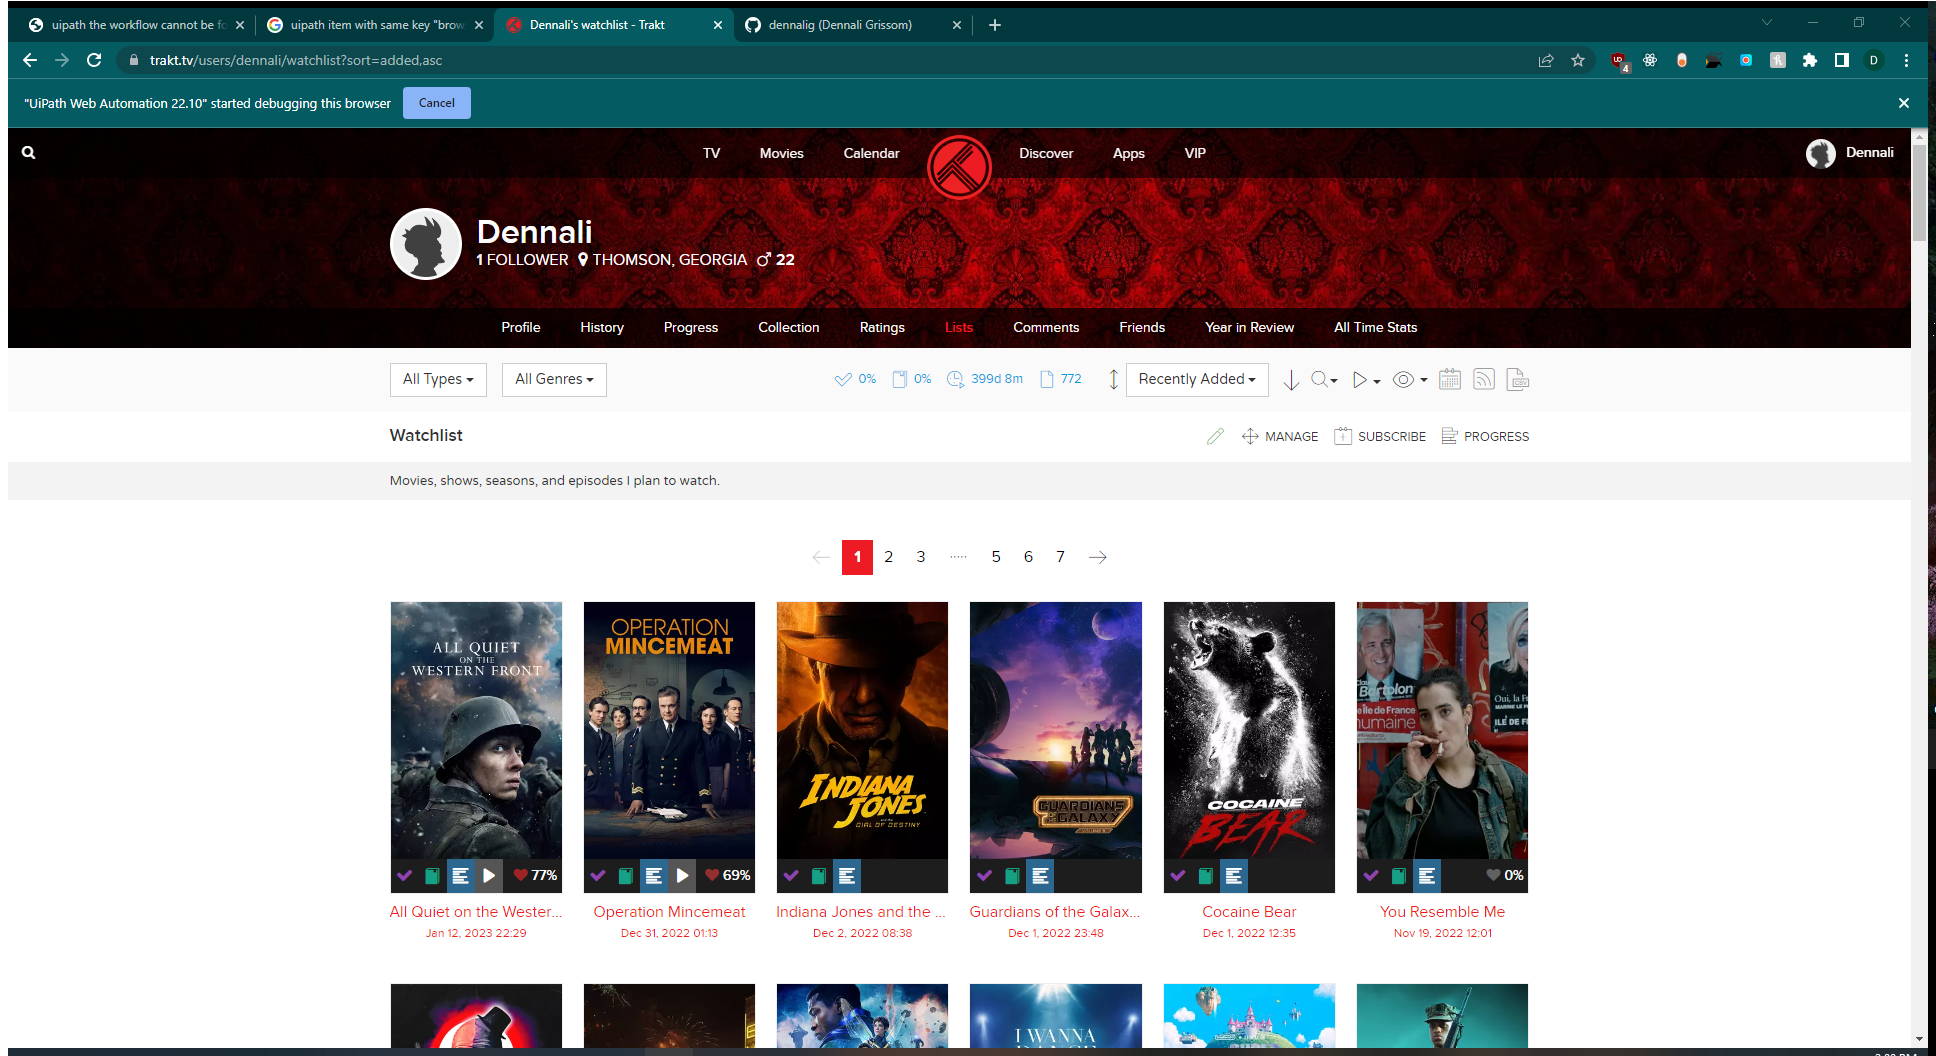 uipath the workflow cannot be fo
uipath item with same key "brow
Dennali's watchlist - Trakt
dennalig (Dennali Grissom)
trakt.tv/users/dennali/watchlist?sort=added,asc
4
D
"UiPath Web Automation 22.10" started debugging this browser
Cancel
TV Movies Calendar Discover Apps VIP
Dennali
Dennali
1 FOLLOWER THOMSON, GEORGIA 22
Profile History Progress Collection Ratings Lists Comments Friends Year in Review All Time Stats
All Types All Genres 0% 0% 399d 8m 772 Recently Added CSV
Watchlist MANAGE SUBSCRIBE PROGRESS
Movies, shows, seasons, and episodes I plan to watch.
1 2 3 ..... 5 6 7
ALL QUIET
ON THE
WESTERN FRONT
OPERATION
MINCEMEAT
INDIANA
JONES
DIAL OF DESTINY
GUARDIANS
GALAXY
COCAINE
BEAR
Bartolon
Île de France
humaine
Oui, la Fr
MARINE LE P
ILE DE F
77%
69%
0%
All Quiet on the Wester...
Jan 12, 2023 22:29
Operation Mincemeat
Dec 31, 2022 01:13
Indiana Jones and the ...
Dec 2, 2022 08:38
Guardians of the Galax...
Dec 1, 2022 23:48
Cocaine Bear
Dec 1, 2022 12:35
You Resemble Me
Nov 19, 2022 12:01
I WANNA